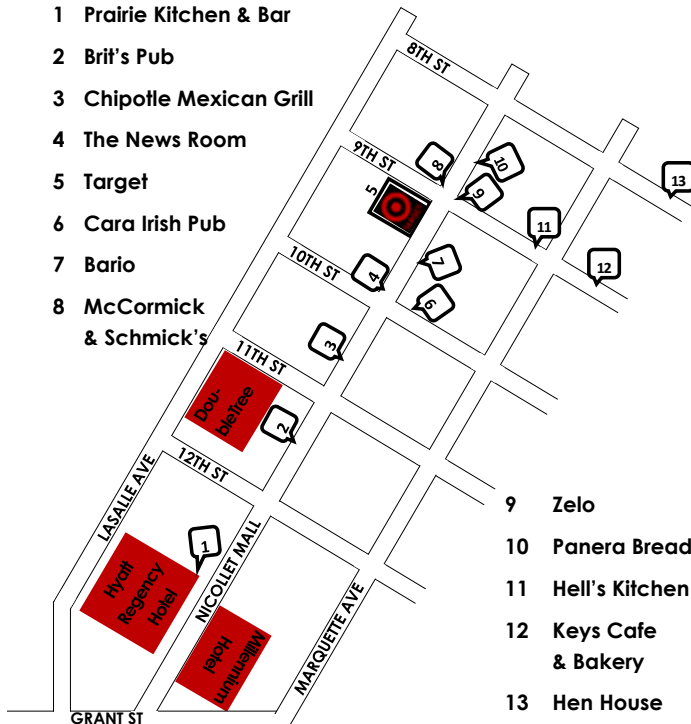 1 Prairie Kitchen & Bar
2 Brit's Pub
3 Chipotle Mexican Grill
4 The News Room
5 Target
6 Cara Irish Pub
7 Bario
8 McCormick
& Schmick's
8TH ST
9TH ST
10TH ST
11TH ST
12TH ST
LASALLE AVE
NICOLLET MALL
MARQUETTE AVE
GRANT ST
Dou-
bleTree
Hyatt
Regency
Hotel
Millennium
Hotel
1
2
3
4
5
6
7
8
9
10
11
12
13
9 Zelo
10 Panera Bread
11 Hell's Kitchen
12 Keys Cafe
& Bakery
13 Hen House